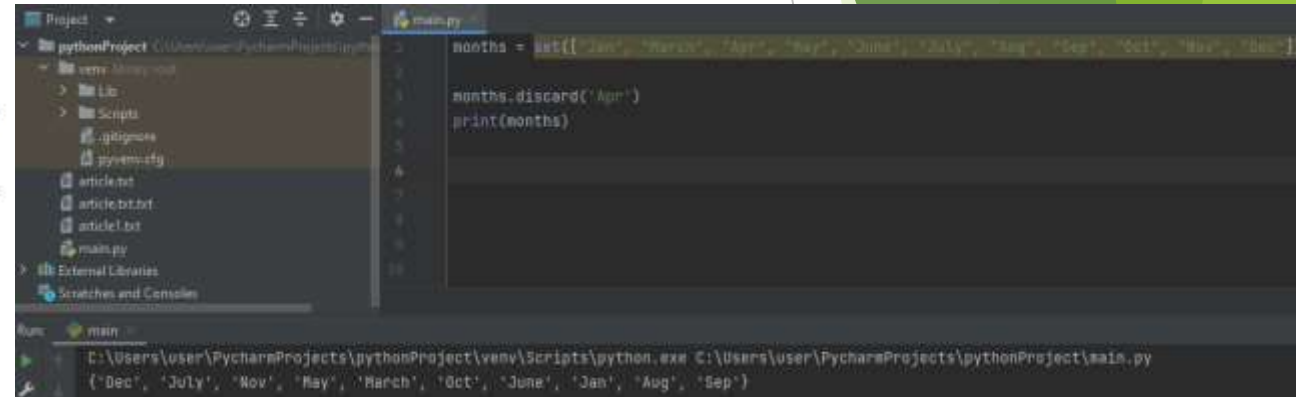 Project
main.py
pythonProject
months = set(['Jan', 'March', 'Apr', 'May', 'June', 'July', 'Aug', 'Sep', 'Oct', 'Nov', 'Dec']
venv library root
Lib
months.discard('Apr')
Scripts
print(months)
.gitignore
pyvenv.cfg
6
article.txt
article.txt.txt
article1.txt
main.py
External Libraries
Scratches and Consoles
Run: main
C:\Users\user\PycharmProjects\pythonProject\venv\Scripts\python.exe C:\Users\user\PycharmProjects\pythonProject\main.py
{'Dec', 'July', 'Nov', 'May', 'March', 'Oct', 'June', 'Jan', 'Aug', 'Sep'}